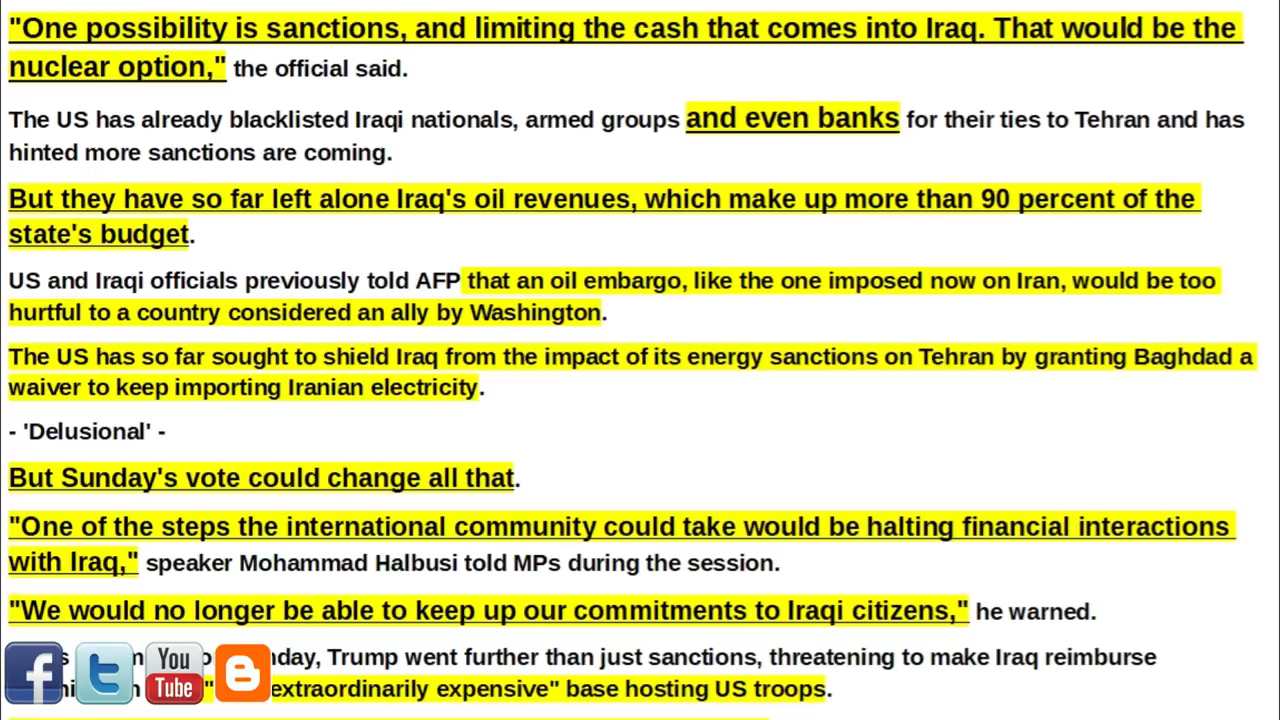 "One possibility is sanctions, and limiting the cash that comes into Iraq. That would be the
nuclear option," the official said.
The US has already blacklisted Iraqi nationals, armed groups and even banks for their ties to Tehran and has
hinted more sanctions are coming.
But they have so far left alone Iraq's oil revenues, which make up more than 90 percent of the
state's budget.
US and Iraqi officials previously told AFP that an oil embargo, like the one imposed now on Iran, would be too
hurtful to a country considered an ally by Washington.
The US has so far sought to shield Iraq from the impact of its energy sanctions on Tehran by granting Baghdad a
waiver to keep importing Iranian electricity.
- 'Delusional' -
But Sunday's vote could change all that.
"One of the steps the international community could take would be halting financial interactions
with Iraq," speaker Mohammad Halbusi told MPs during the session.
"We would no longer be able to keep up our commitments to Iraqi citizens," he warned.
Trump went further than just sanctions, threatening to make Iraq reimburse
extraordinarily expensive" base hosting US troops.
You
Tube